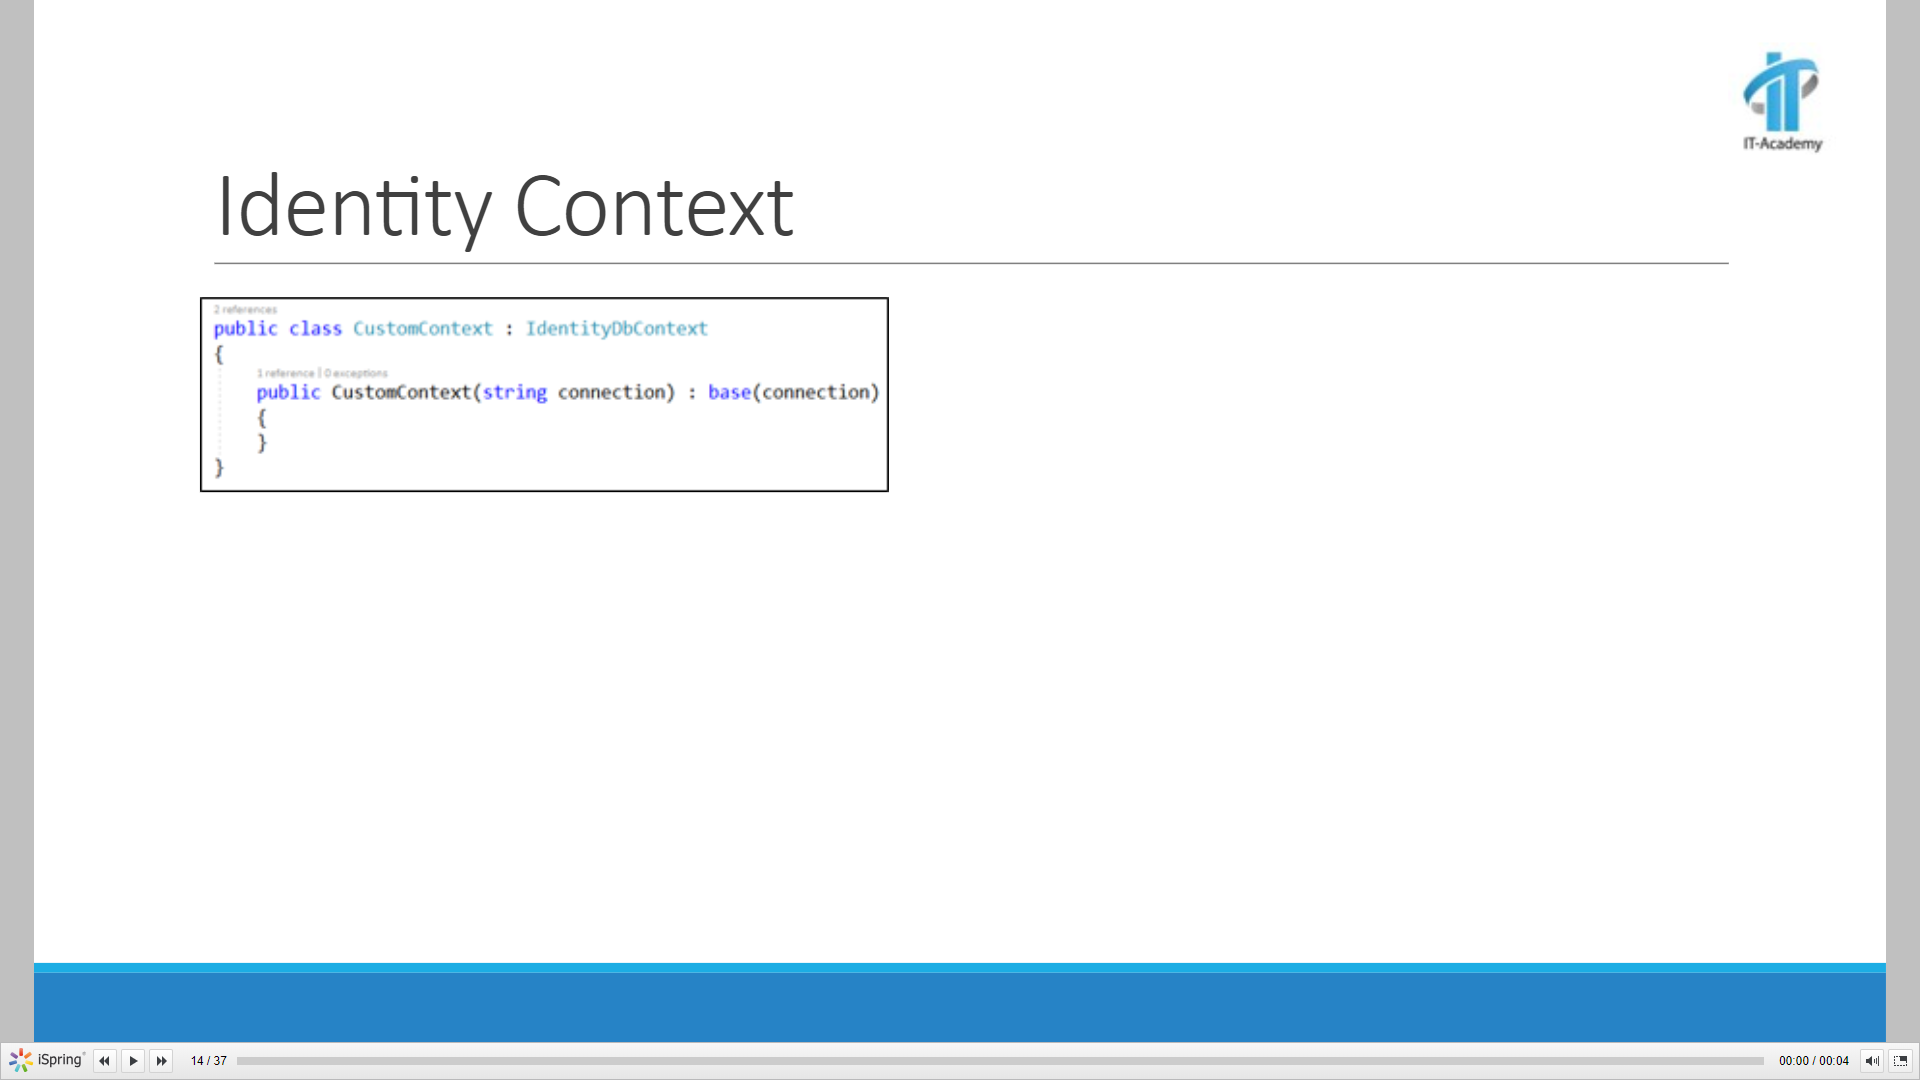 IT-Academy
Identity Context
2 references
public class CustomContext : IdentityDbContext
{
1 reference | 0 exceptions
public CustomContext(string connection) : base(connection)
{
}
}
iSpring
14 / 37
00:00 / 00:04